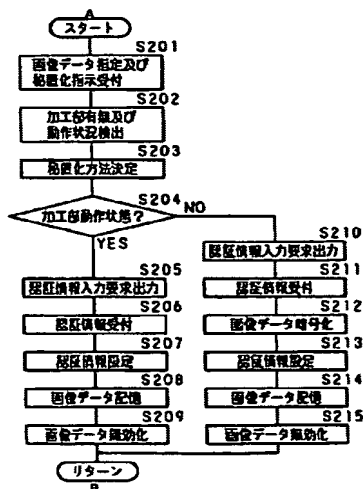 A
スタート
S201
画像データ指定及び
秘匿化指示受付
S202
加工部有無及び
動作状況検出
S203
秘匿化方法決定
S204
加工部動作状態？
NO
YES
S205
認証情報入力要求出力
S206
認証情報受付
S207
認証情報設定
S208
画像データ記憶
S209
画像データ無効化
S210
認証情報入力要求出力
S211
認証情報受付
S212
画像データ暗号化
S213
認証情報設定
S214
画像データ記憶
S215
画像データ無効化
リターン
B